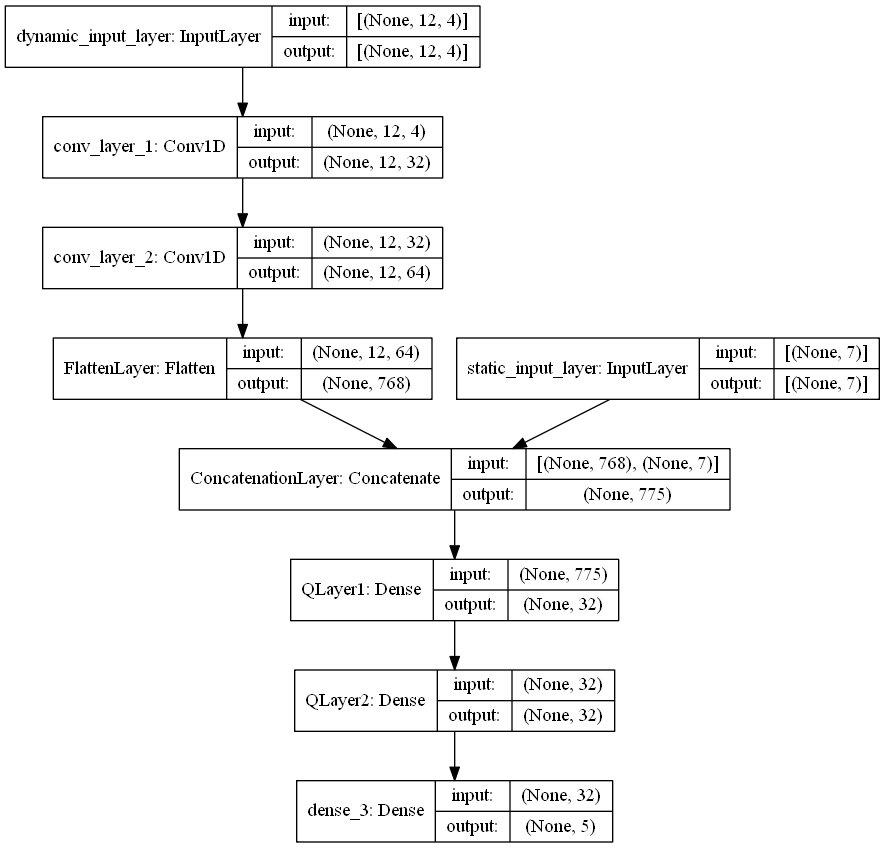 dynamic_input_layer: InputLayer
input: [(None, 12, 4)]
output: [(None, 12, 4)]
conv_layer_1: Conv1D
input: (None, 12, 4)
output: (None, 12, 32)
conv_layer_2: Conv1D
input: (None, 12, 32)
output: (None, 12, 64)
FlattenLayer: Flatten
input: (None, 12, 64)
output: (None, 768)
static_input_layer: InputLayer
input: [(None, 7)]
output: [(None, 7)]
ConcatenationLayer: Concatenate
input: [(None, 768), (None, 7)]
output: (None, 775)
QLayer1: Dense
input: (None, 775)
output: (None, 32)
QLayer2: Dense
input: (None, 32)
output: (None, 32)
dense_3: Dense
input: (None, 32)
output: (None, 5)